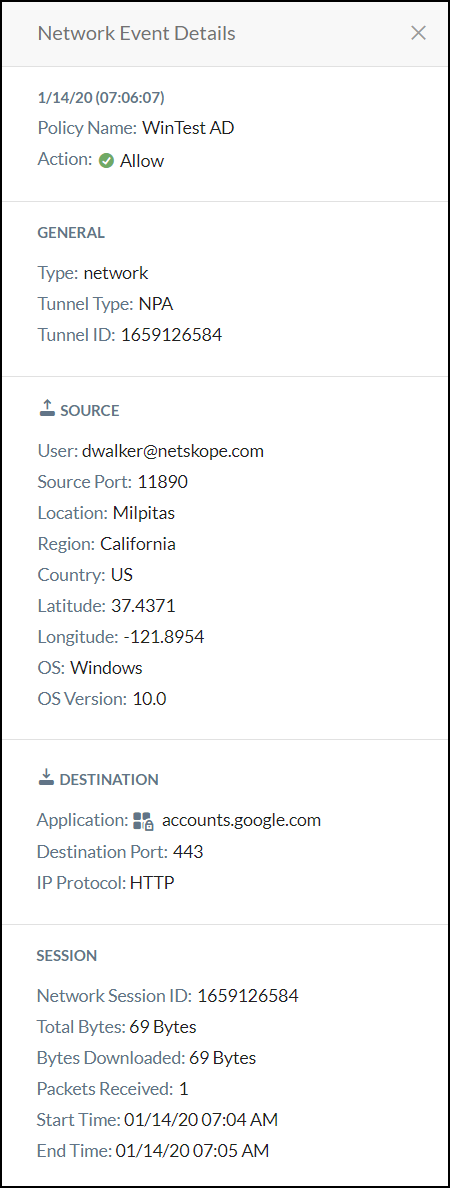 Network Event Details
1/14/20 (07:06:07)
Policy Name: WinTest AD
Action: Allow
GENERAL
Type: network
Tunnel Type: NPA
Tunnel ID: 1659126584
SOURCE
User: dwalker@netskope.com
Source Port: 11890
Location: Milpitas
Region: California
Country: US
Latitude: 37.4371
Longitude: -121.8954
OS: Windows
OS Version: 10.0
DESTINATION
Application: accounts.google.com
Destination Port: 443
IP Protocol: HTTP
SESSION
Network Session ID: 1659126584
Total Bytes: 69 Bytes
Bytes Downloaded: 69 Bytes
Packets Received: 1
Start Time: 01/14/20 07:04 AM
End Time: 01/14/20 07:05 AM